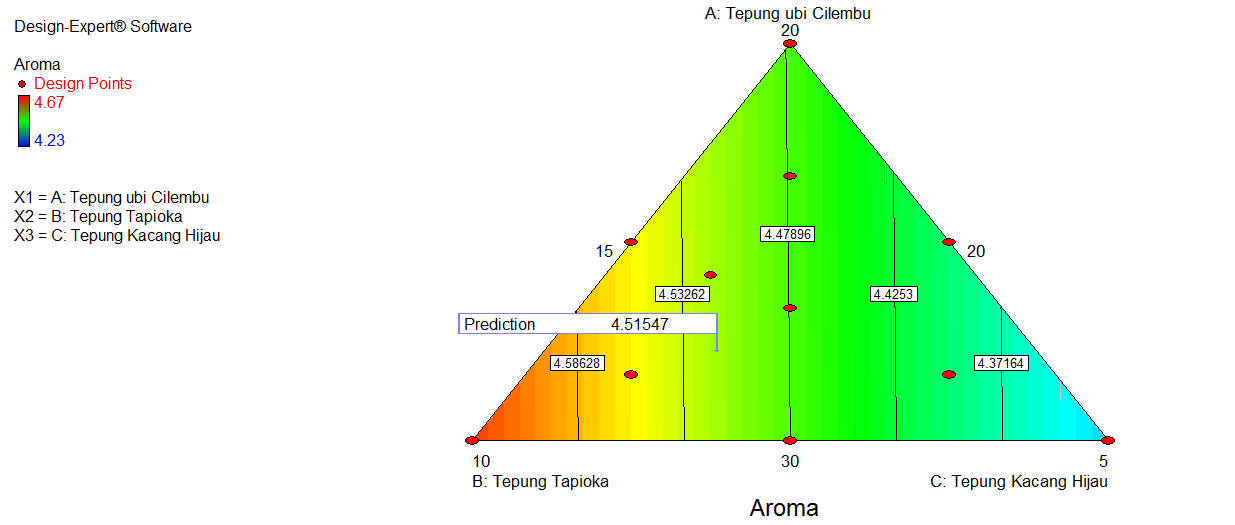 Design-Expert® Software
Aroma
Design Points
4.67
4.23
X1 = A: Tepung ubi Cilembu
X2 = B: Tepung Tapioka
X3 = C: Tepung Kacang Hijau
A: Tepung ubi Cilembu
20
15
20
4.47896
4.53262
4.4253
Prediction 4.51547
4.58628
4.37164
10
30
5
B: Tepung Tapioka
C: Tepung Kacang Hijau
Aroma